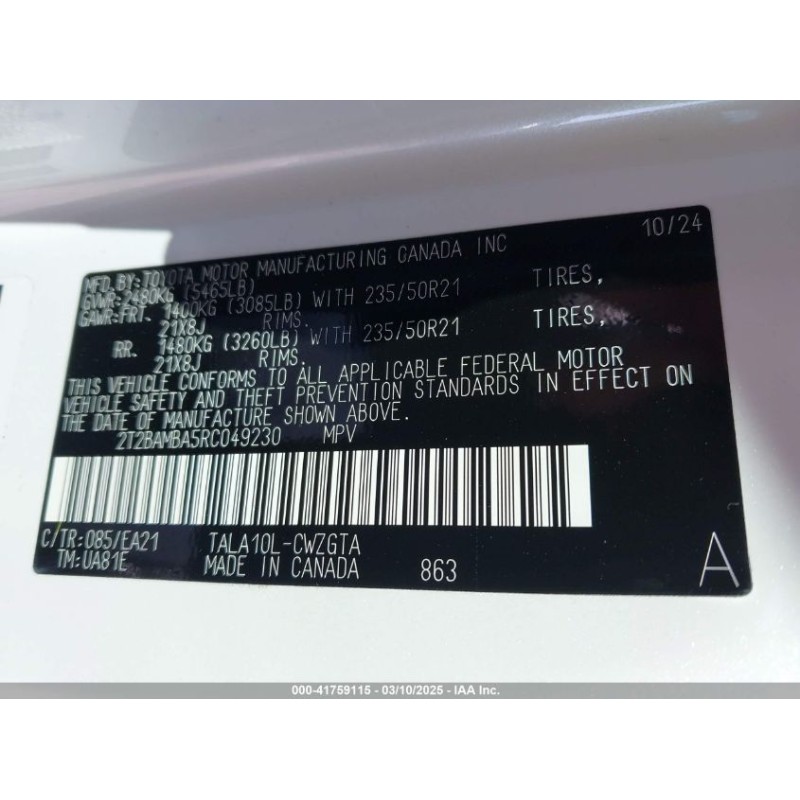 10/24
MFD.BY:TOYOTA MOTOR MANUFACTURING CANADA INC
GVWR:2480KG (5465LB)
GAWR:FRT. 1400KG (3085LB) WITH 235/50R21 TIRES,
21X8J RIMS.
RR. 1480KG (3260LB) WITH 235/50R21 TIRES,
21X8J RIMS.
THIS VEHICLE CONFORMS TO ALL APPLICABLE FEDERAL MOTOR
VEHICLE SAFETY AND THEFT PREVENTION STANDARDS IN EFFECT ON
THE DATE OF MANUFACTURE SHOWN ABOVE.
2T2BAMBA5RC049230 MPV
C/TR:085/EA21 TALA10L-CWZGTA
TM:UA81E MADE IN CANADA 863
A
000-41759115 — 03/10/2025 — IAA Inc.